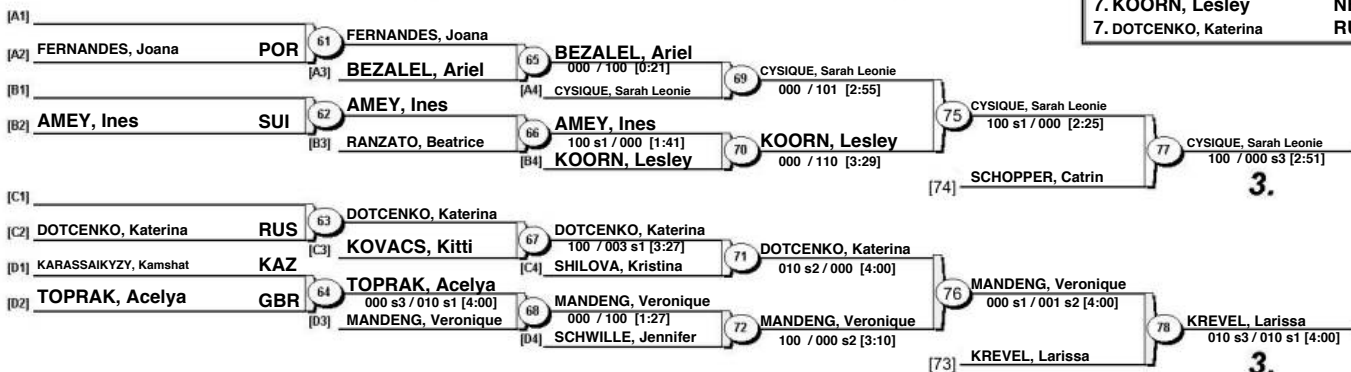 7. KOORN, Lesley
7. DOTCENKO, Katerina
[A1]
[A2] FERNANDES, Joana POR
61
FERNANDES, Joana
[A3] BEZALEL, Ariel
65
BEZALEL, Ariel
000 / 100 [0:21]
[A4] CYSIQUE, Sarah Leonie
69
CYSIQUE, Sarah Leonie
000 / 101 [2:55]
[B1]
[B2] AMEY, Ines SUI
62
AMEY, Ines
[B3] RANZATO, Beatrice
66
AMEY, Ines
100 s1 / 000 [1:41]
[B4] KOORN, Lesley
70
KOORN, Lesley
000 / 110 [3:29]
75
CYSIQUE, Sarah Leonie
100 s1 / 000 [2:25]
[74] SCHOPPER, Catrin
77
CYSIQUE, Sarah Leonie
100 / 000 s3 [2:51]
3.
[C1]
[C2] DOTCENKO, Katerina RUS
63
DOTCENKO, Katerina
[C3] KOVACS, Kitti
67
DOTCENKO, Katerina
100 / 003 s1 [3:27]
[C4] SHILOVA, Kristina
71
DOTCENKO, Katerina
010 s2 / 000 [4:00]
[D1] KARASSAIKYZY, Kamshat KAZ
[D2] TOPRAK, Acelya GBR
64
TOPRAK, Acelya
000 s3 / 010 s1 [4:00]
[D3] MANDENG, Veronique
68
MANDENG, Veronique
000 / 100 [1:27]
[D4] SCHWILLE, Jennifer
72
MANDENG, Veronique
100 / 000 s2 [3:10]
76
MANDENG, Veronique
000 s1 / 001 s2 [4:00]
[73] KREVEL, Larissa
78
KREVEL, Larissa
010 s3 / 010 s1 [4:00]
3.